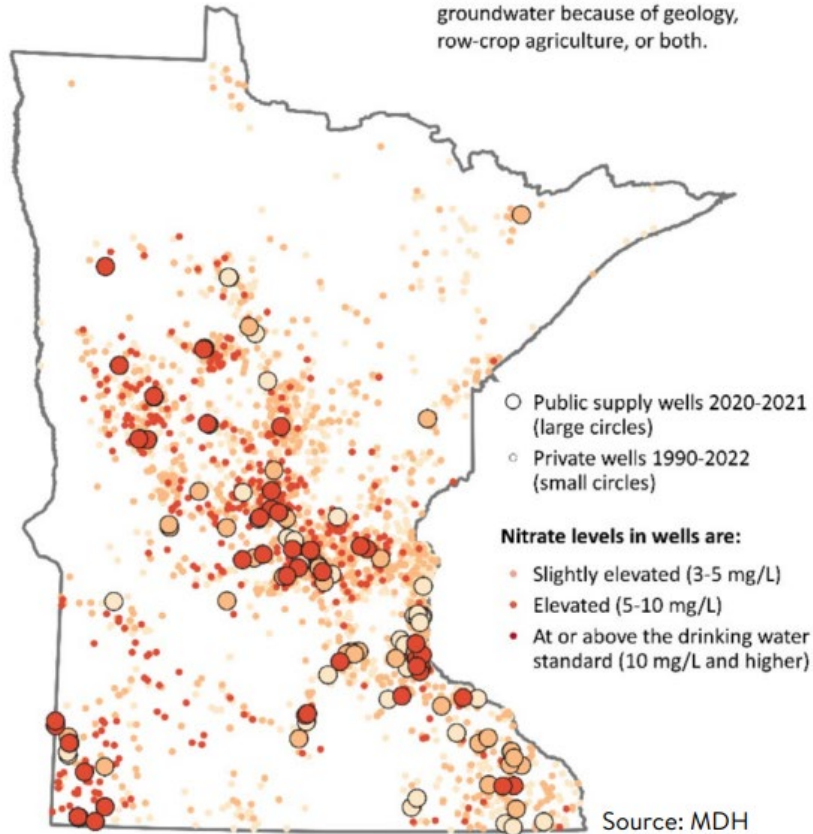 groundwater because of geology,
row-crop agriculture, or both.
Public supply wells 2020-2021
(large circles)
Private wells 1990-2022
(small circles)
Nitrate levels in wells are:
Slightly elevated (3-5 mg/L)
Elevated (5-10 mg/L)
At or above the drinking water
standard (10 mg/L and higher)
Source: MDH